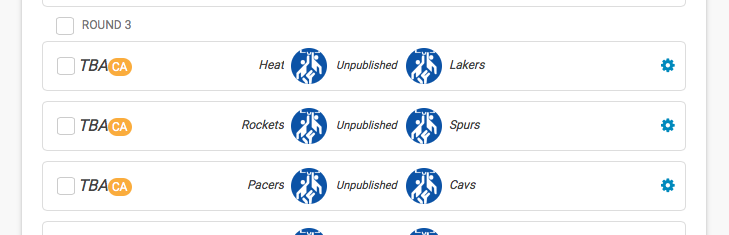 ROUND 3
TBA CA Heat Unpublished Lakers
TBA CA Rockets Unpublished Spurs
TBA CA Pacers Unpublished Cavs